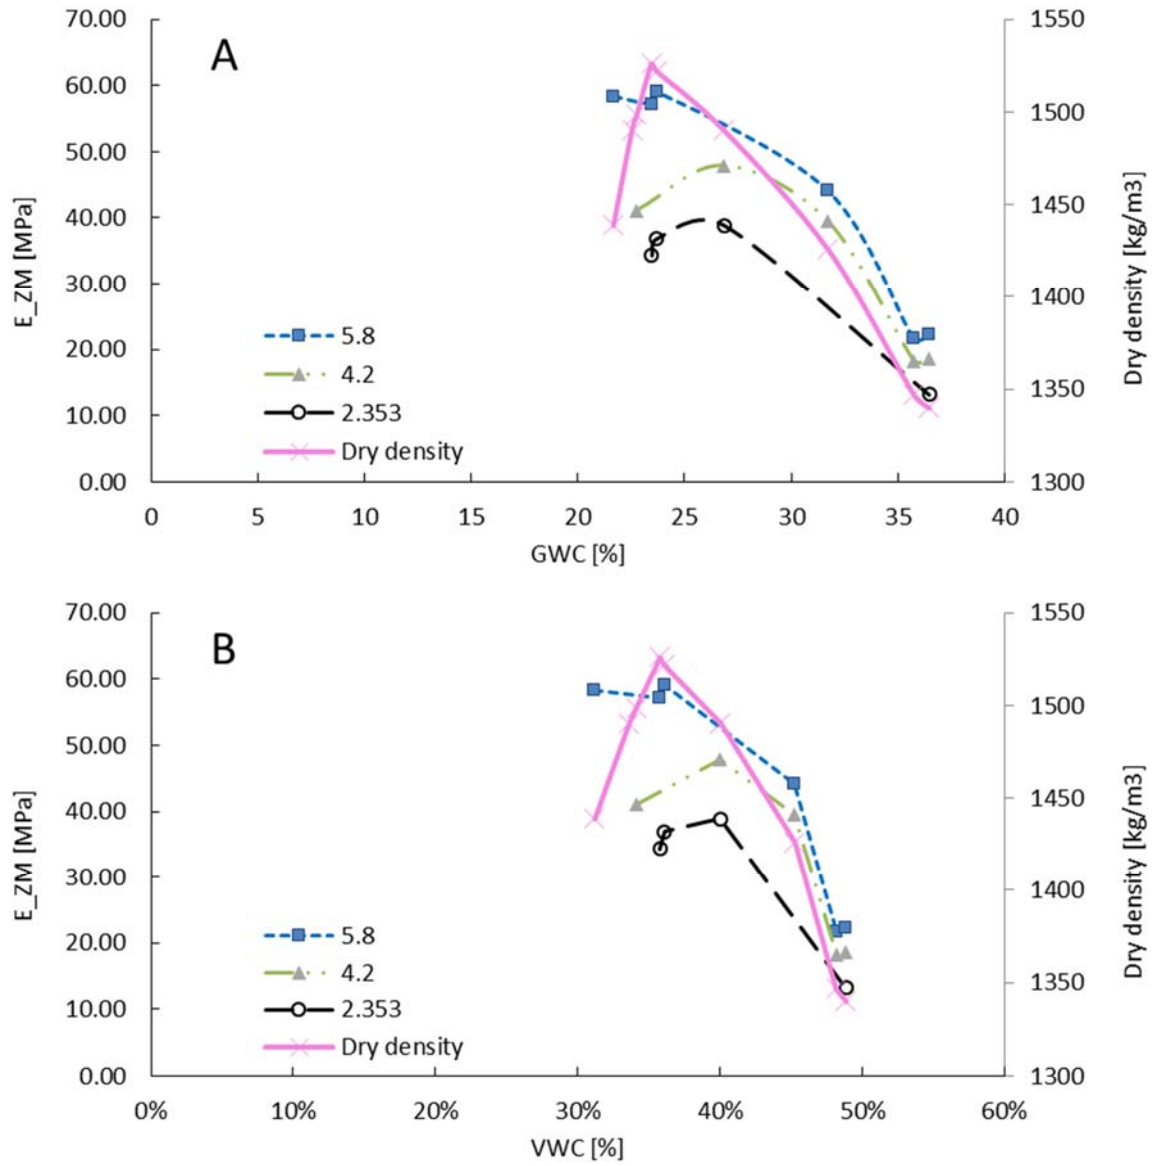 A
70.00
60.00
50.00
40.00
30.00
20.00
10.00
0.00
E_ZM [MPa]
1550
1500
1450
1400
1350
1300
Dry density [kg/m3]
5.8
4.2
2.353
Dry density
0 5 10 15 20 25 30 35 40
GWC [%]
B
70.00
60.00
50.00
40.00
30.00
20.00
10.00
0.00
E_ZM [MPa]
1550
1500
1450
1400
1350
1300
Dry density [kg/m3]
5.8
4.2
2.353
Dry density
0% 10% 20% 30% 40% 50% 60%
VWC [%]